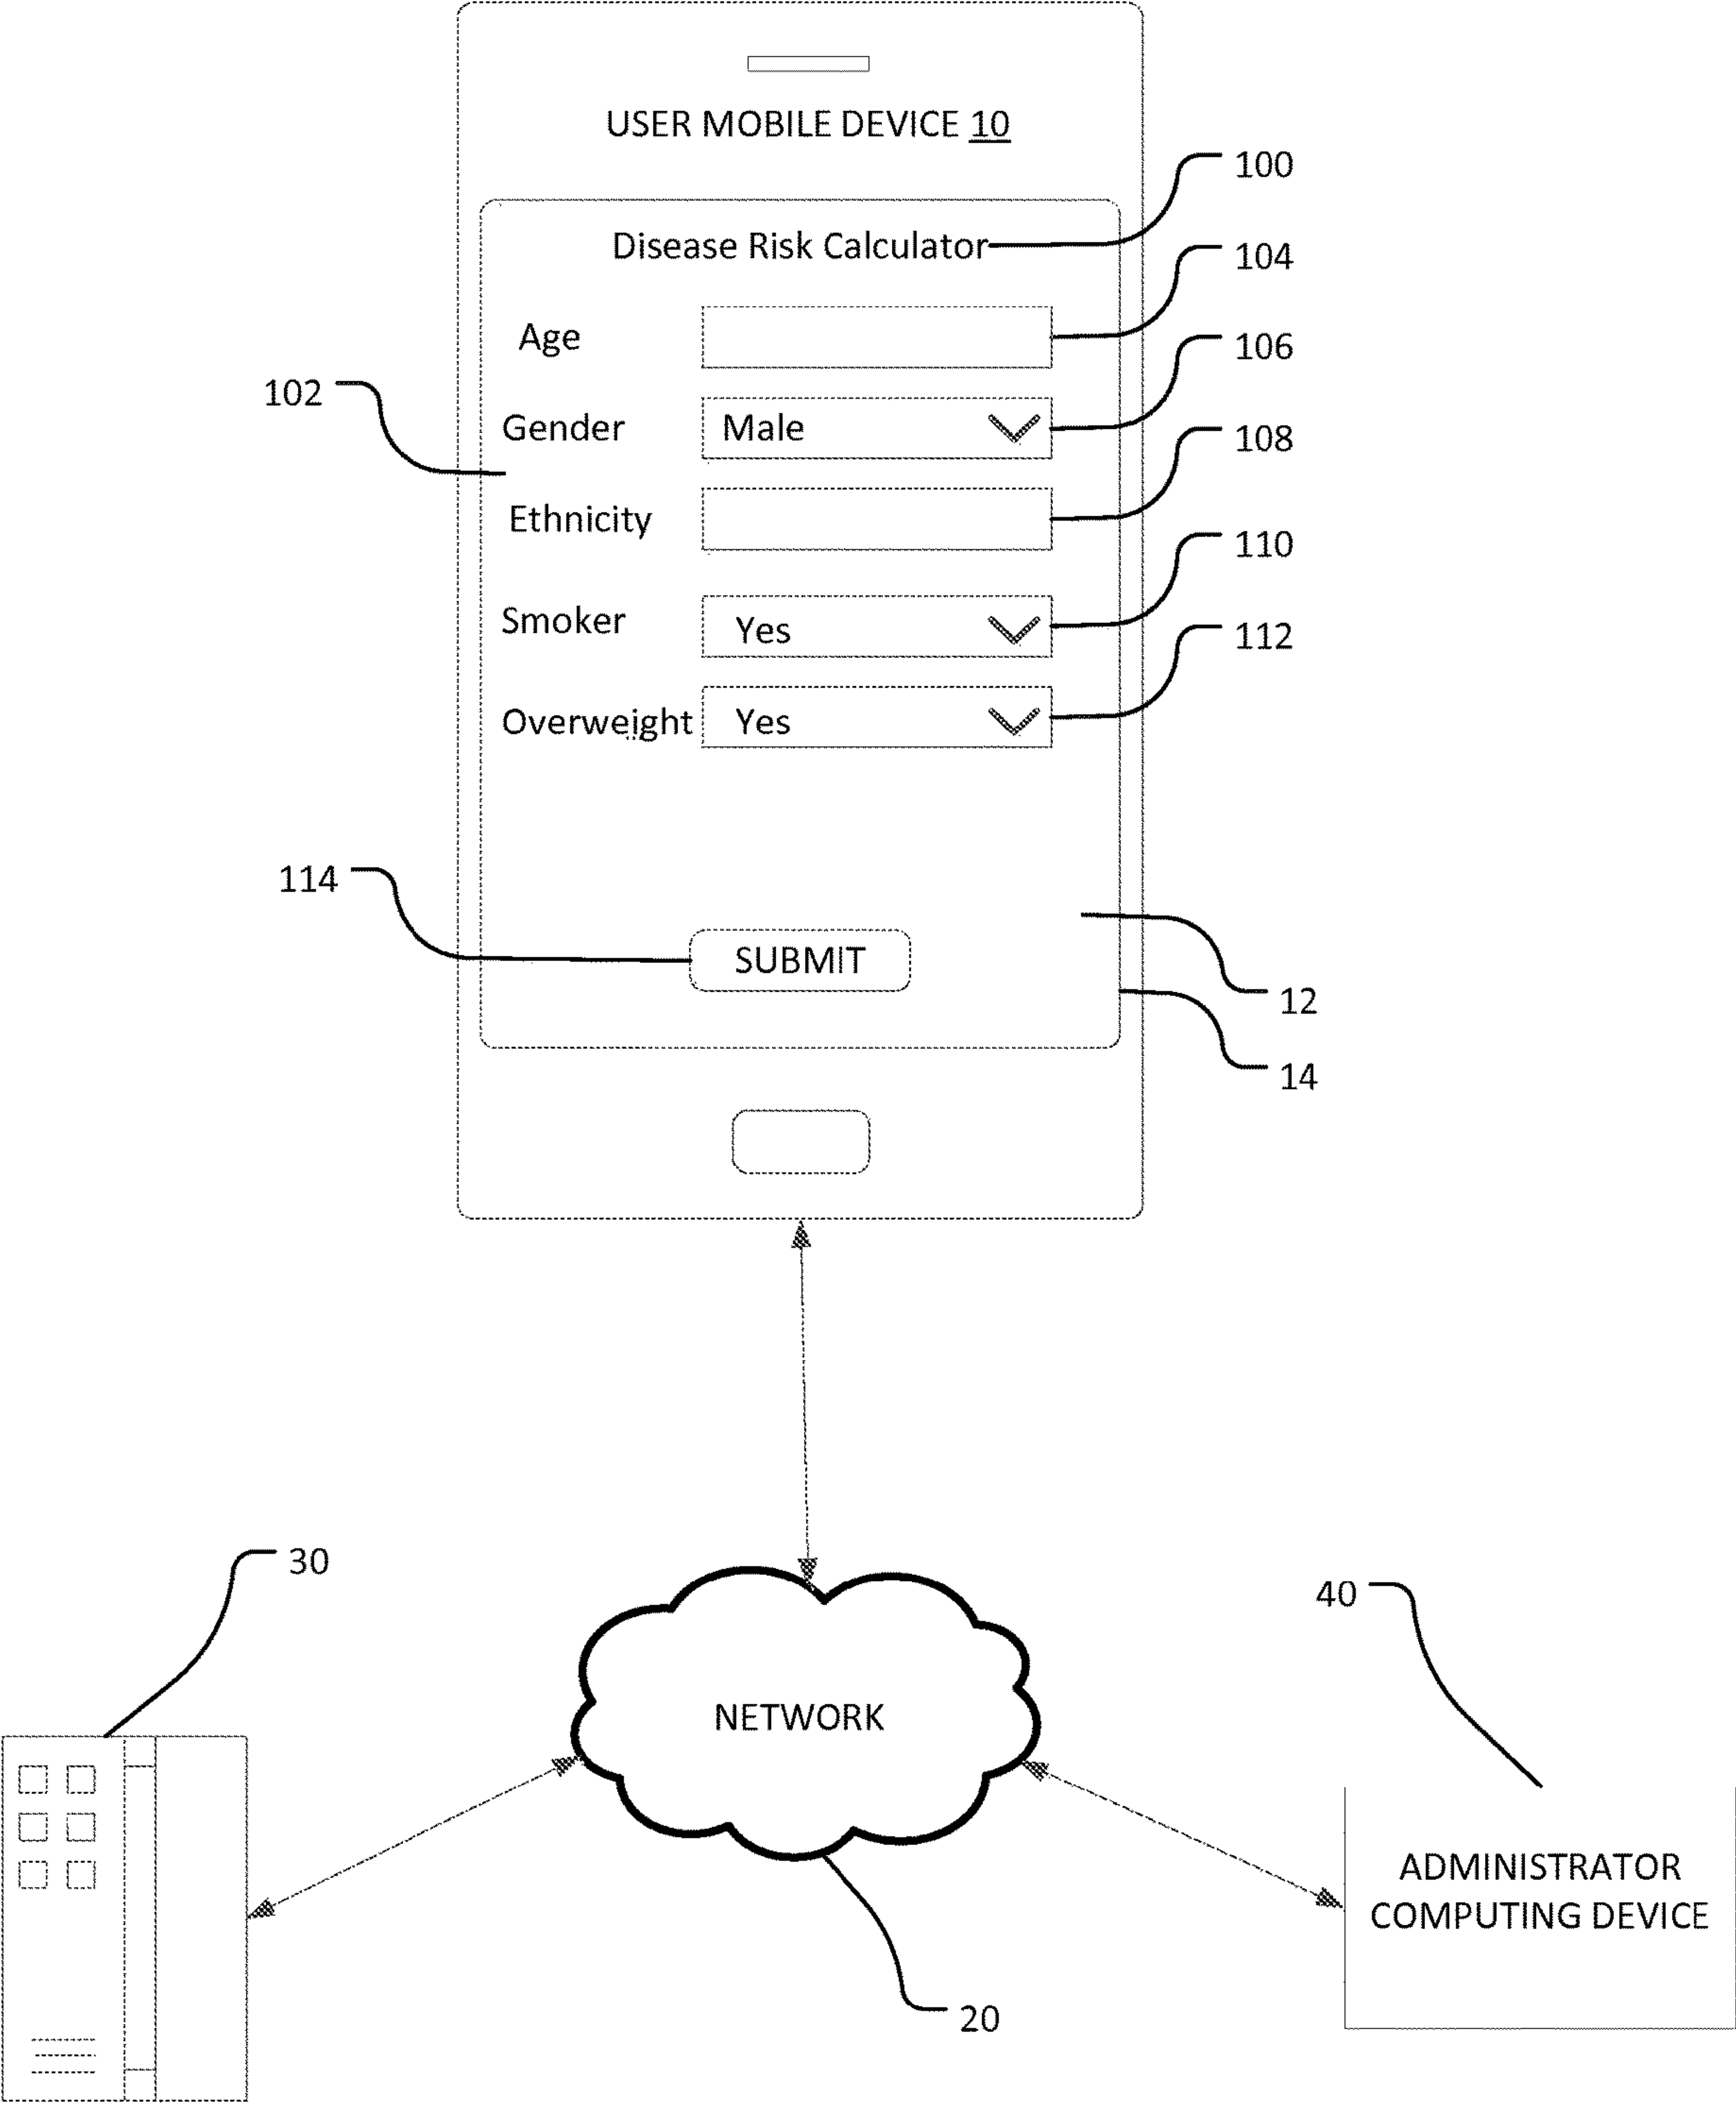 USER MOBILE DEVICE 10
100
Disease Risk Calculator
104
Age
106
102
Gender
Male
108
Ethnicity
110
Smoker
Yes
112
Overweight
Yes
114
SUBMIT
12
14
30
40
NETWORK
ADMINISTRATOR
COMPUTING DEVICE
20